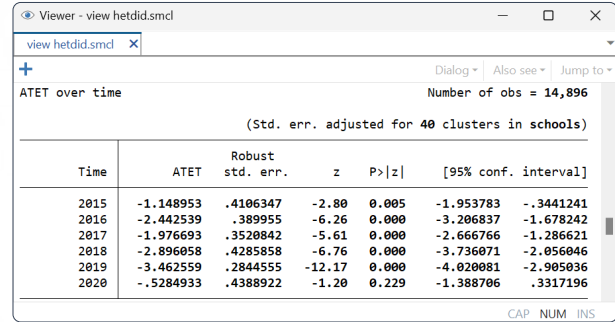 Viewer - view hetdid.smcl
view hetdid.smcl
Dialog Also see Jump to
ATET over time Number of obs = 14,896
(Std. err. adjusted for 40 clusters in schools)
Robust
Time ATET std. err. z P>|z| [95% conf. interval]
2015 -1.148953 .4106347 -2.80 0.005 -1.953783 -.3441241
2016 -2.442539 .389955 -6.26 0.000 -3.206837 -1.678242
2017 -1.976693 .3520842 -5.61 0.000 -2.666766 -1.286621
2018 -2.896058 .4285858 -6.76 0.000 -3.736071 -2.056046
2019 -3.462559 .2844555 -12.17 0.000 -4.020081 -2.905036
2020 -.5284933 .4388922 -1.20 0.229 -1.388706 .3317196
CAP NUM INS